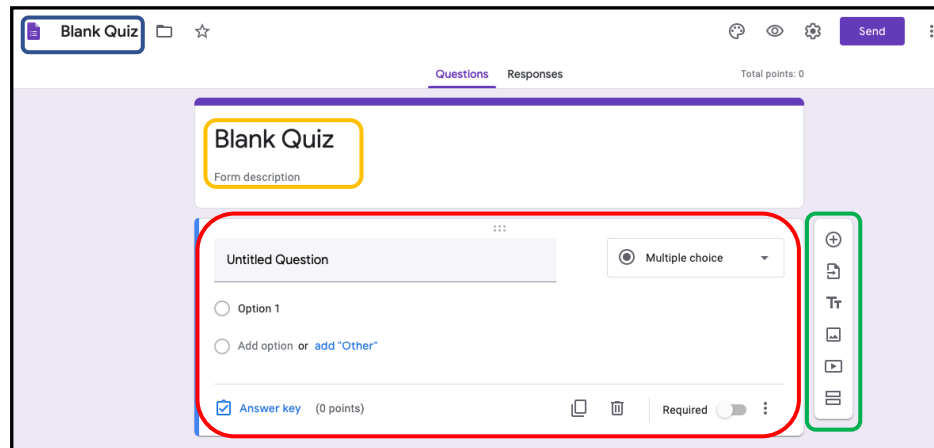 Blank Quiz
Send
Questions Responses Total points: 0
Blank Quiz
Form description
Untitled Question Multiple choice
Option 1
Add option or add "Other"
Answer key (0 points) Required
Tт